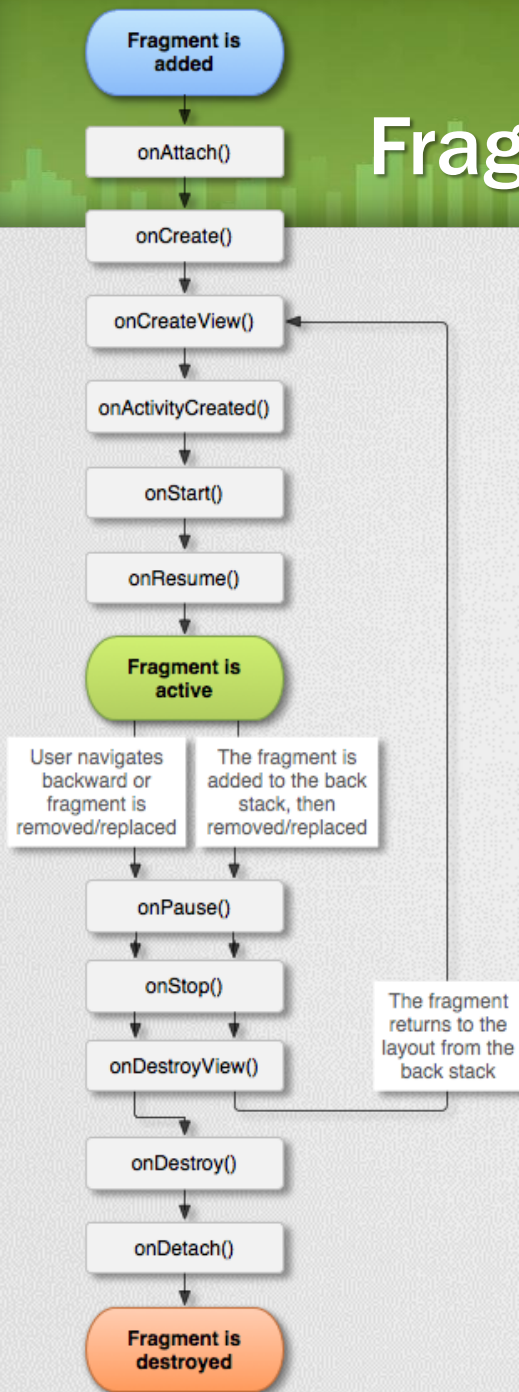 Fragment is
added
Frag
onAttach()
onCreate()
onCreateView()
onActivityCreated()
onStart()
onResume()
Fragment is
active
User navigates
backward or
fragment is
removed/replaced
The fragment is
added to the back
stack, then
removed/replaced
onPause()
onStop()
onDestroyView()
The fragment
returns to the
layout from the
back stack
onDestroy()
onDetach()
Fragment is
destroyed